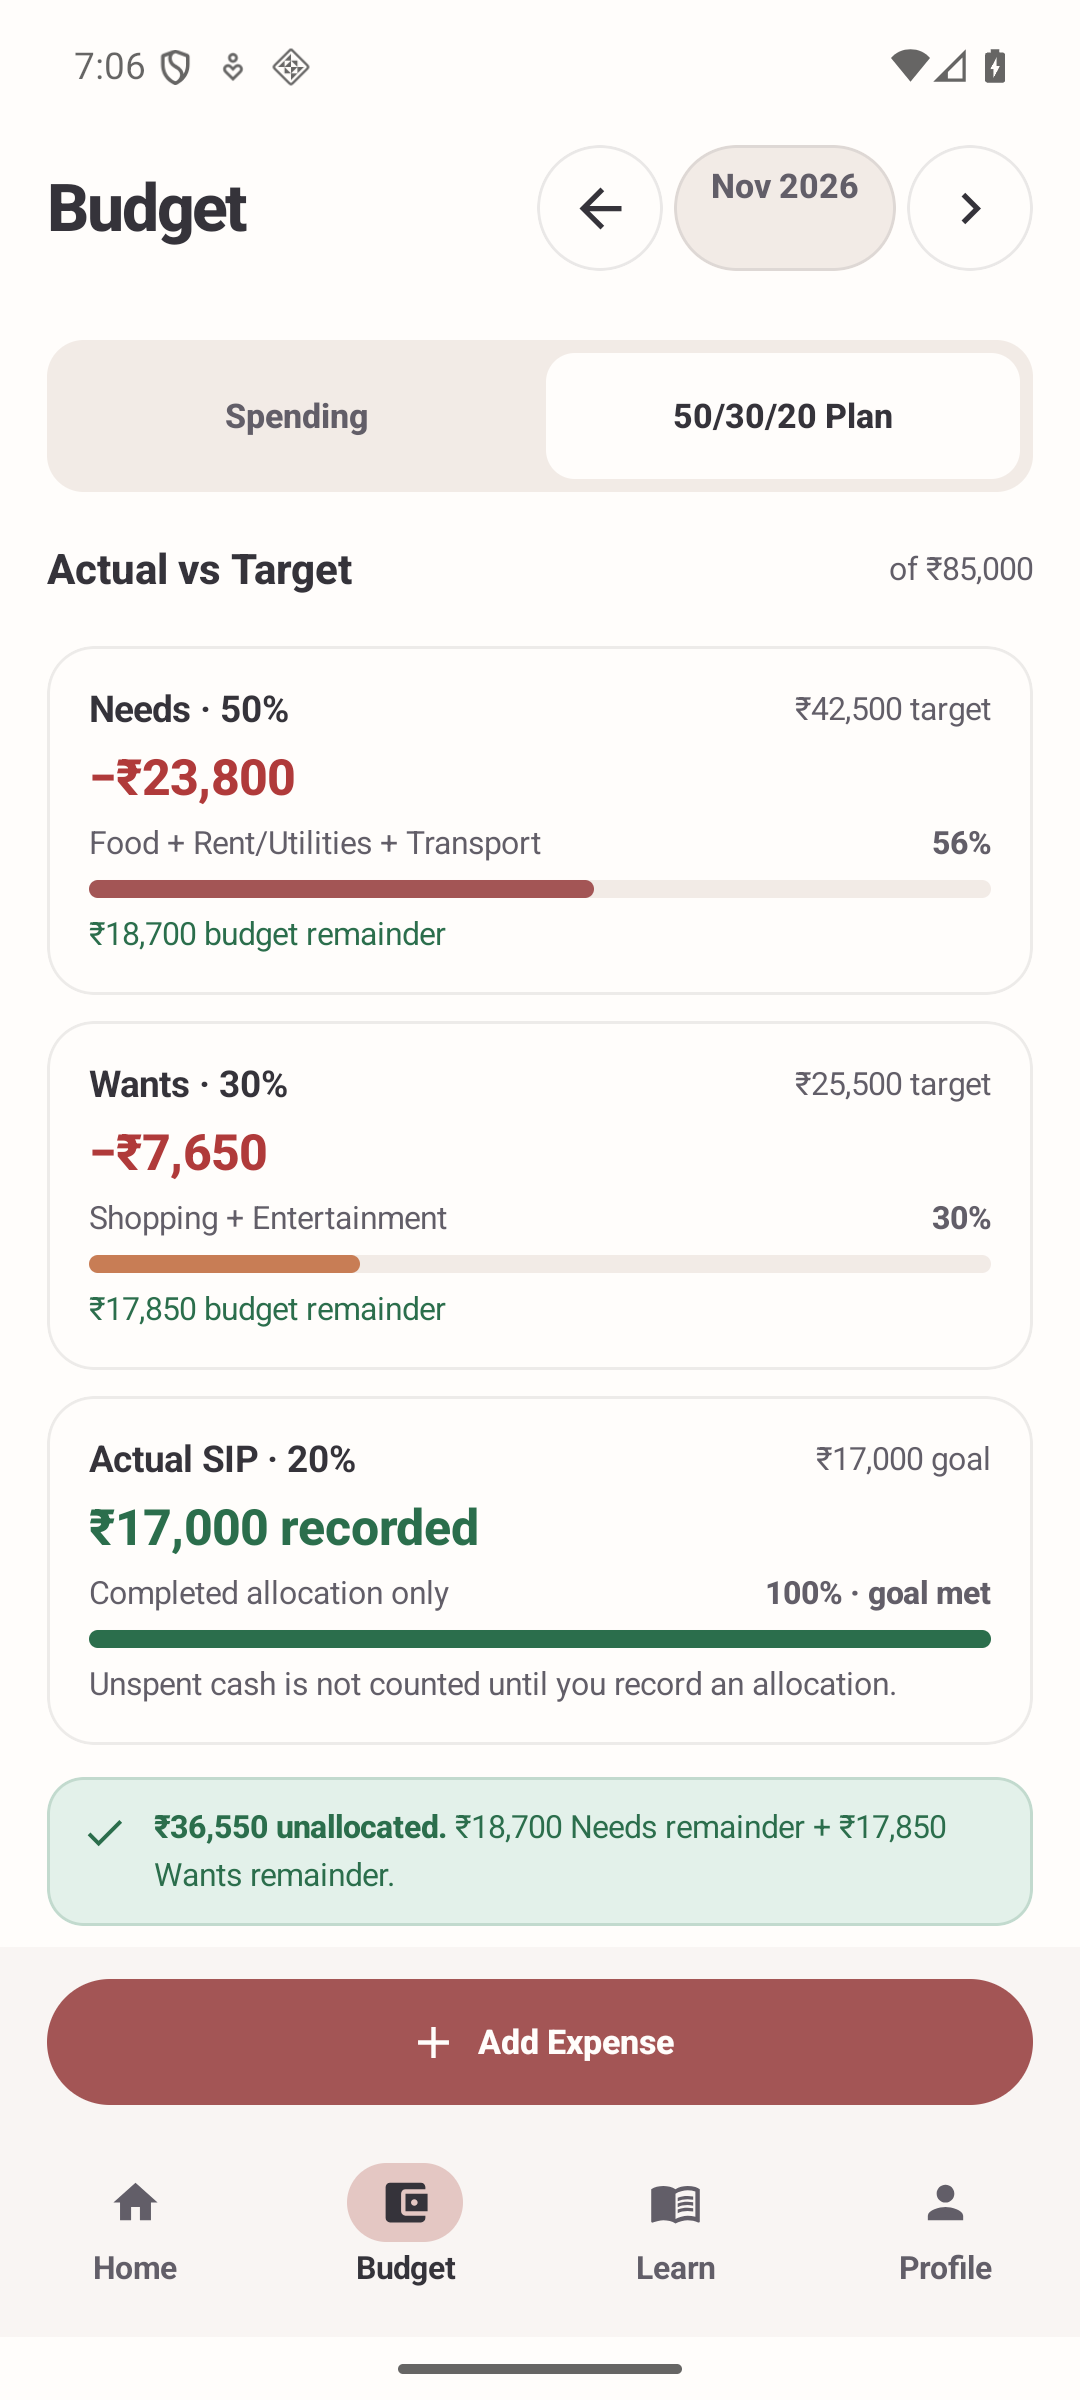 7:06
Budget
Nov 2026
Spending
50/30/20 Plan
Actual vs Target
of ₹85,000
Needs · 50%
₹42,500 target
−₹23,800
Food + Rent/Utilities + Transport
56%
₹18,700 budget remainder
Wants · 30%
₹25,500 target
−₹7,650
Shopping + Entertainment
30%
₹17,850 budget remainder
Actual SIP · 20%
₹17,000 goal
₹17,000 recorded
Completed allocation only
100% · goal met
Unspent cash is not counted until you record an allocation.
₹36,550 unallocated. ₹18,700 Needs remainder + ₹17,850
Wants remainder.
Add Expense
Home
Budget
Learn
Profile